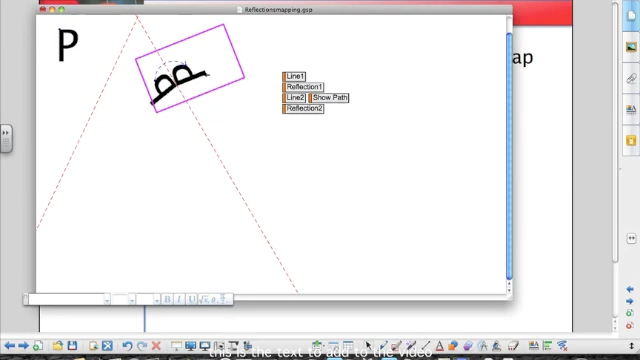 Reflectionsmapping.gsp
P
ap
P P
Line1
Reflection1
Line2 Show Path
Reflection2
B I U
this is the text to add to the video